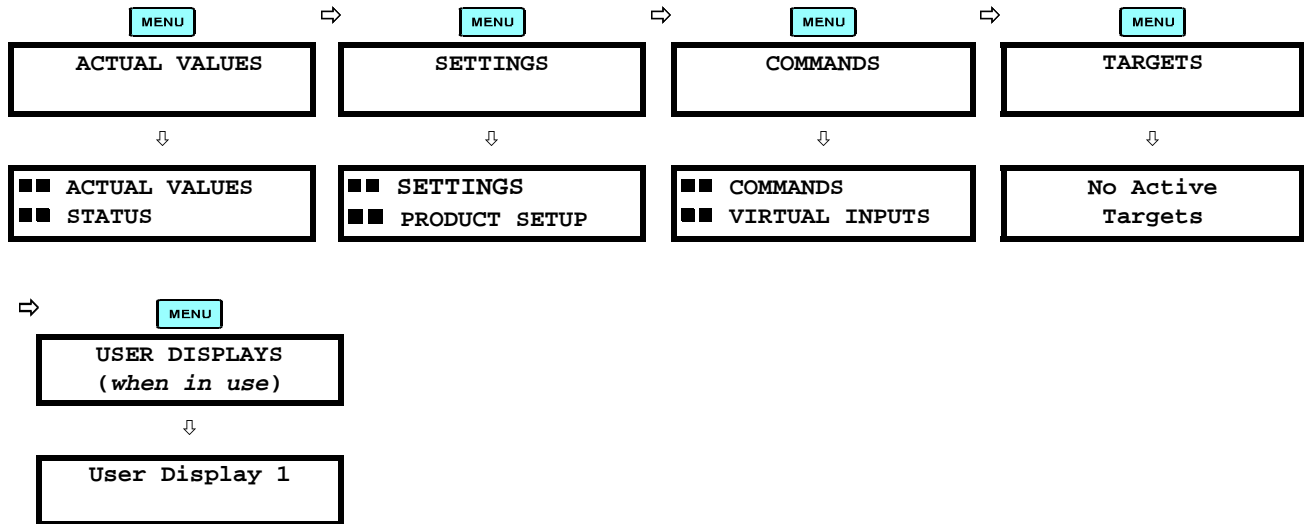 MENU
MENU
MENU
MENU
ACTUAL VALUES
SETTINGS
COMMANDS
TARGETS
ACTUAL VALUES
STATUS
SETTINGS
PRODUCT SETUP
COMMANDS
VIRTUAL INPUTS
No Active
Targets
MENU
USER DISPLAYS
(when in use)
User Display 1